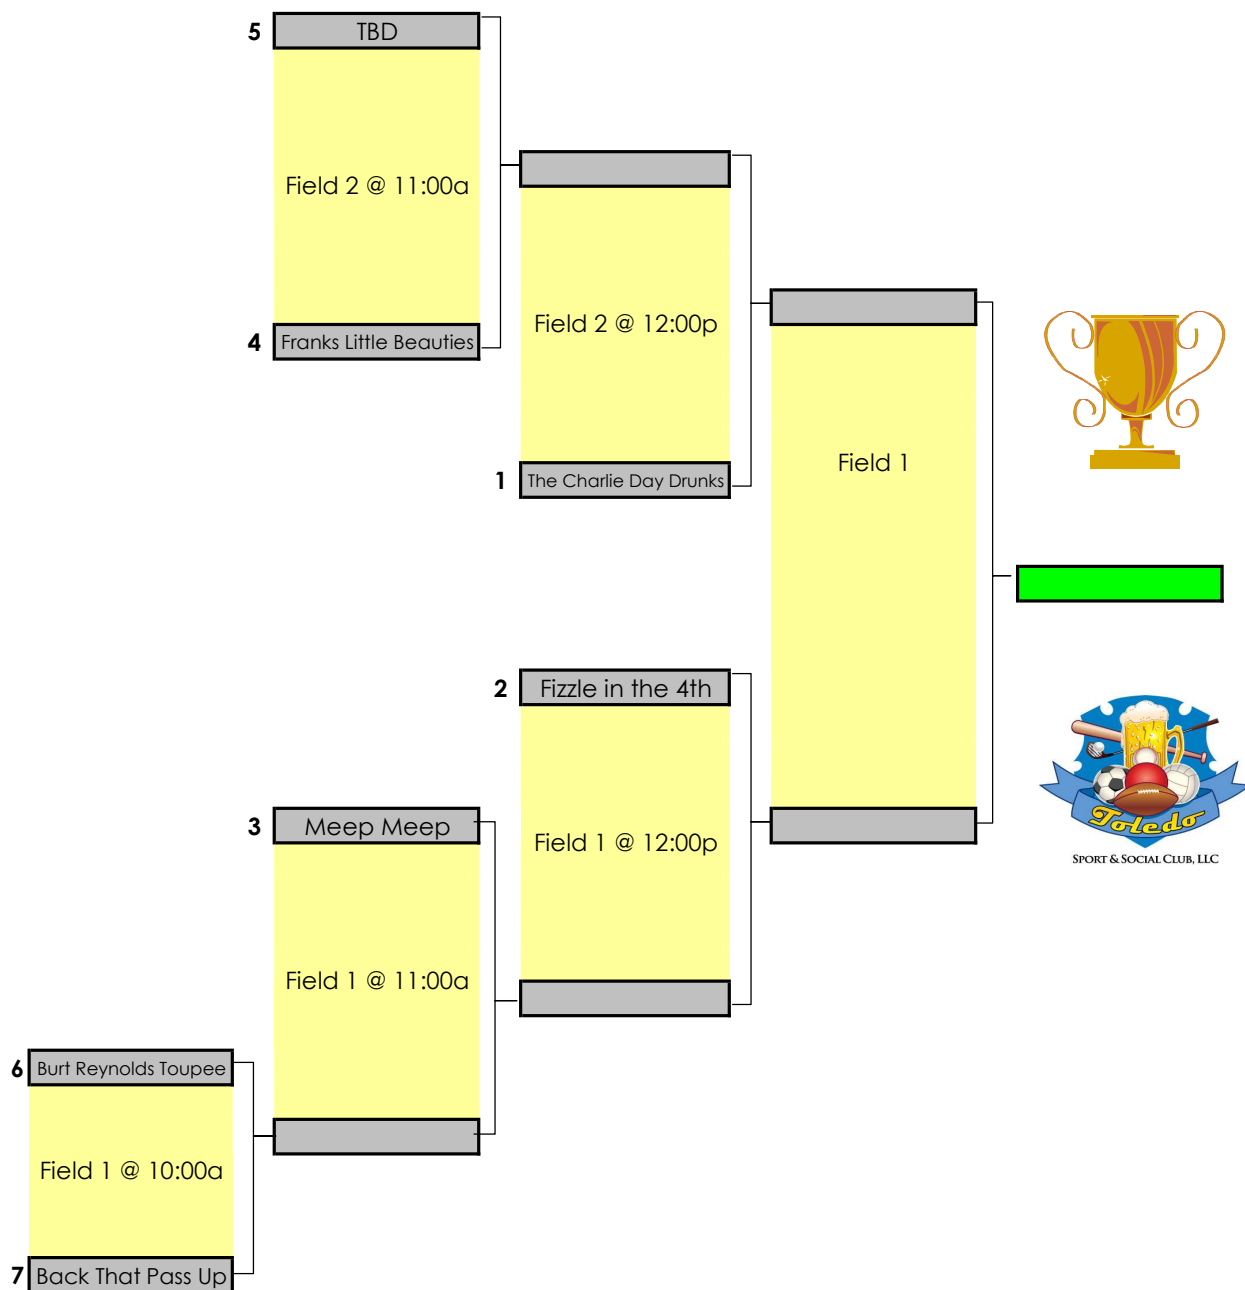 5 TBD
Field 2 @ 11:00a
4 Franks Little Beauties
Field 2 @ 12:00p
1 The Charlie Day Drunks
Field 1
2 Fizzle in the 4th
Field 1 @ 12:00p
3 Meep Meep
Field 1 @ 11:00a
6 Burt Reynolds Toupee
Field 1 @ 10:00a
7 Back That Pass Up
Toledo
SPORT & SOCIAL CLUB, LLC